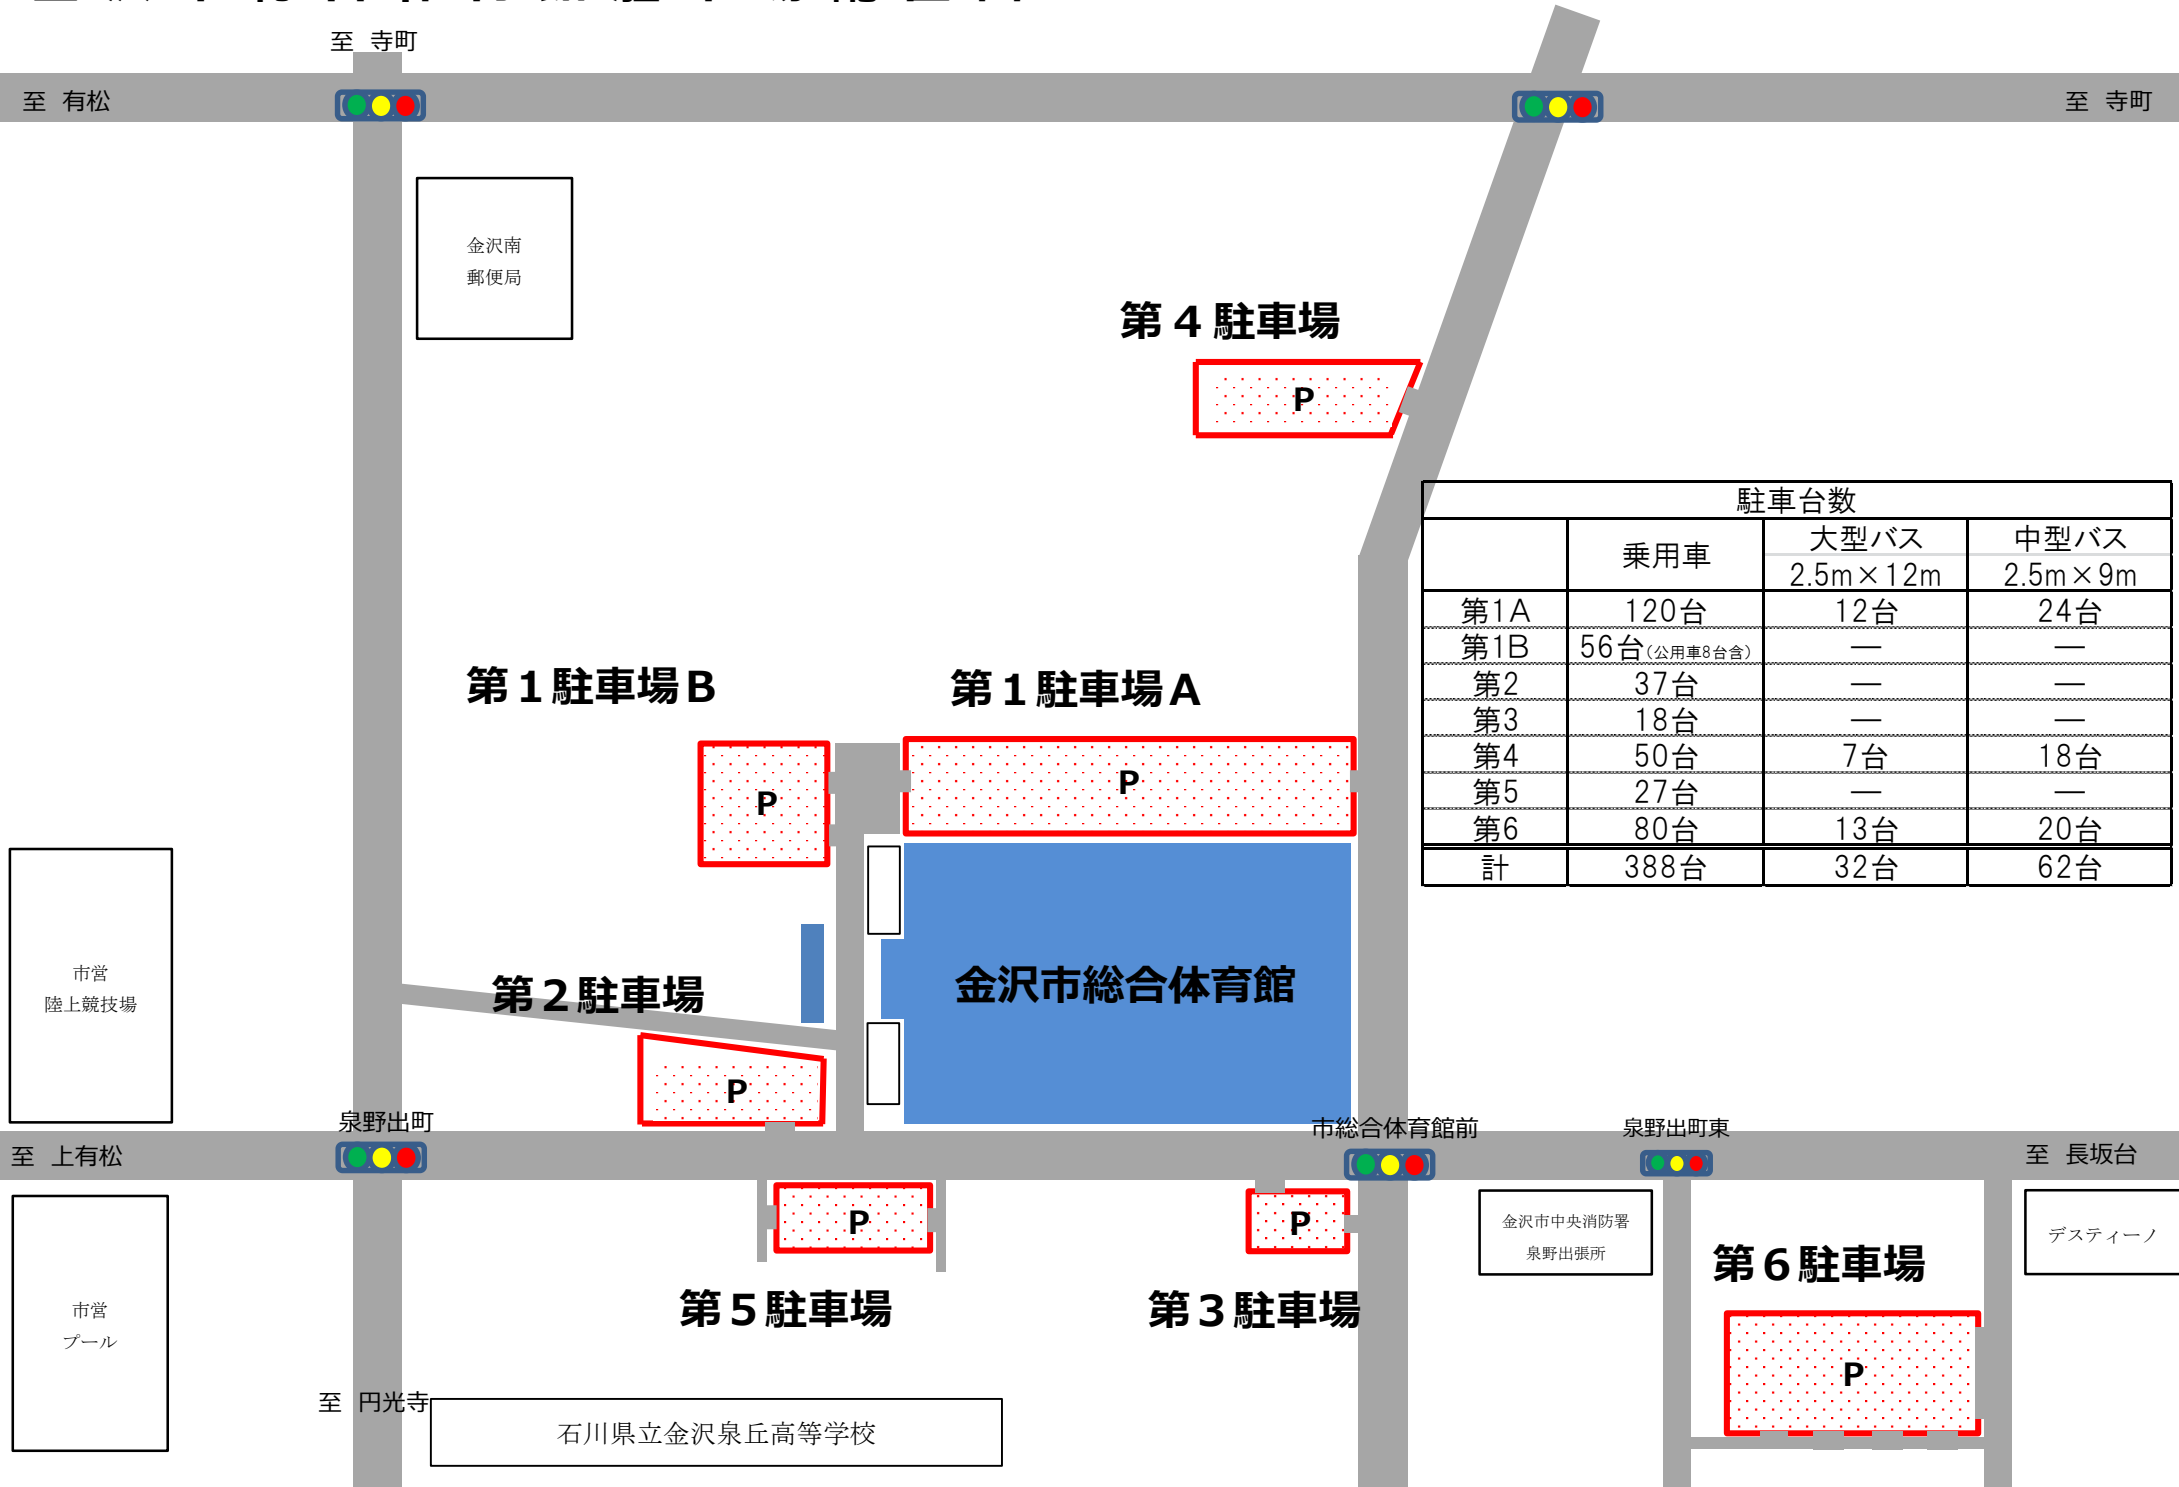 至 寺町
至 有松
至 寺町
金沢南
郵便局
第４駐車場
P
駐車台数
乗用車 大型バス 中型バス
2.5m×12m 2.5m×9m
第1A 120台 12台 24台
第1B 56台(公用車8台含) ― ―
第2 37台 ― ―
第3 18台 ― ―
第4 50台 7台 18台
第5 27台 ― ―
第6 80台 13台 20台
計 388台 32台 62台
第１駐車場Ｂ
第１駐車場Ａ
P
P
市営
陸上競技場
第２駐車場
金沢市総合体育館
P
泉野出町
市総合体育館前
泉野出町東
至 上有松
至 長坂台
P
P
金沢市中央消防署
泉野出張所
デスティーノ
第６駐車場
第５駐車場
第３駐車場
市営
プール
P
至 円光寺
石川県立金沢泉丘高等学校